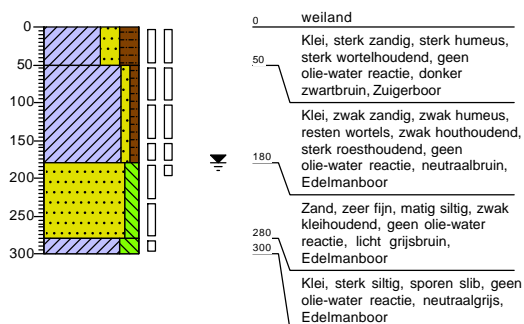 0
50
100
150
200
250
300
0 weiland
Klei, sterk zandig, sterk humeus,
sterk wortelhoudend, geen
olie-water reactie, donker
zwartbruin, Zuigerboor
50
Klei, zwak zandig, zwak humeus,
resten wortels, zwak houthoudend,
sterk roesthoudend, geen
olie-water reactie, neutraalbruin,
Edelmanboor
180
Zand, zeer fijn, matig siltig, zwak
kleihoudend, geen olie-water
reactie, licht grijsbruin,
Edelmanboor
280
300
Klei, sterk siltig, sporen slib, geen
olie-water reactie, neutraalgrijs,
Edelmanboor